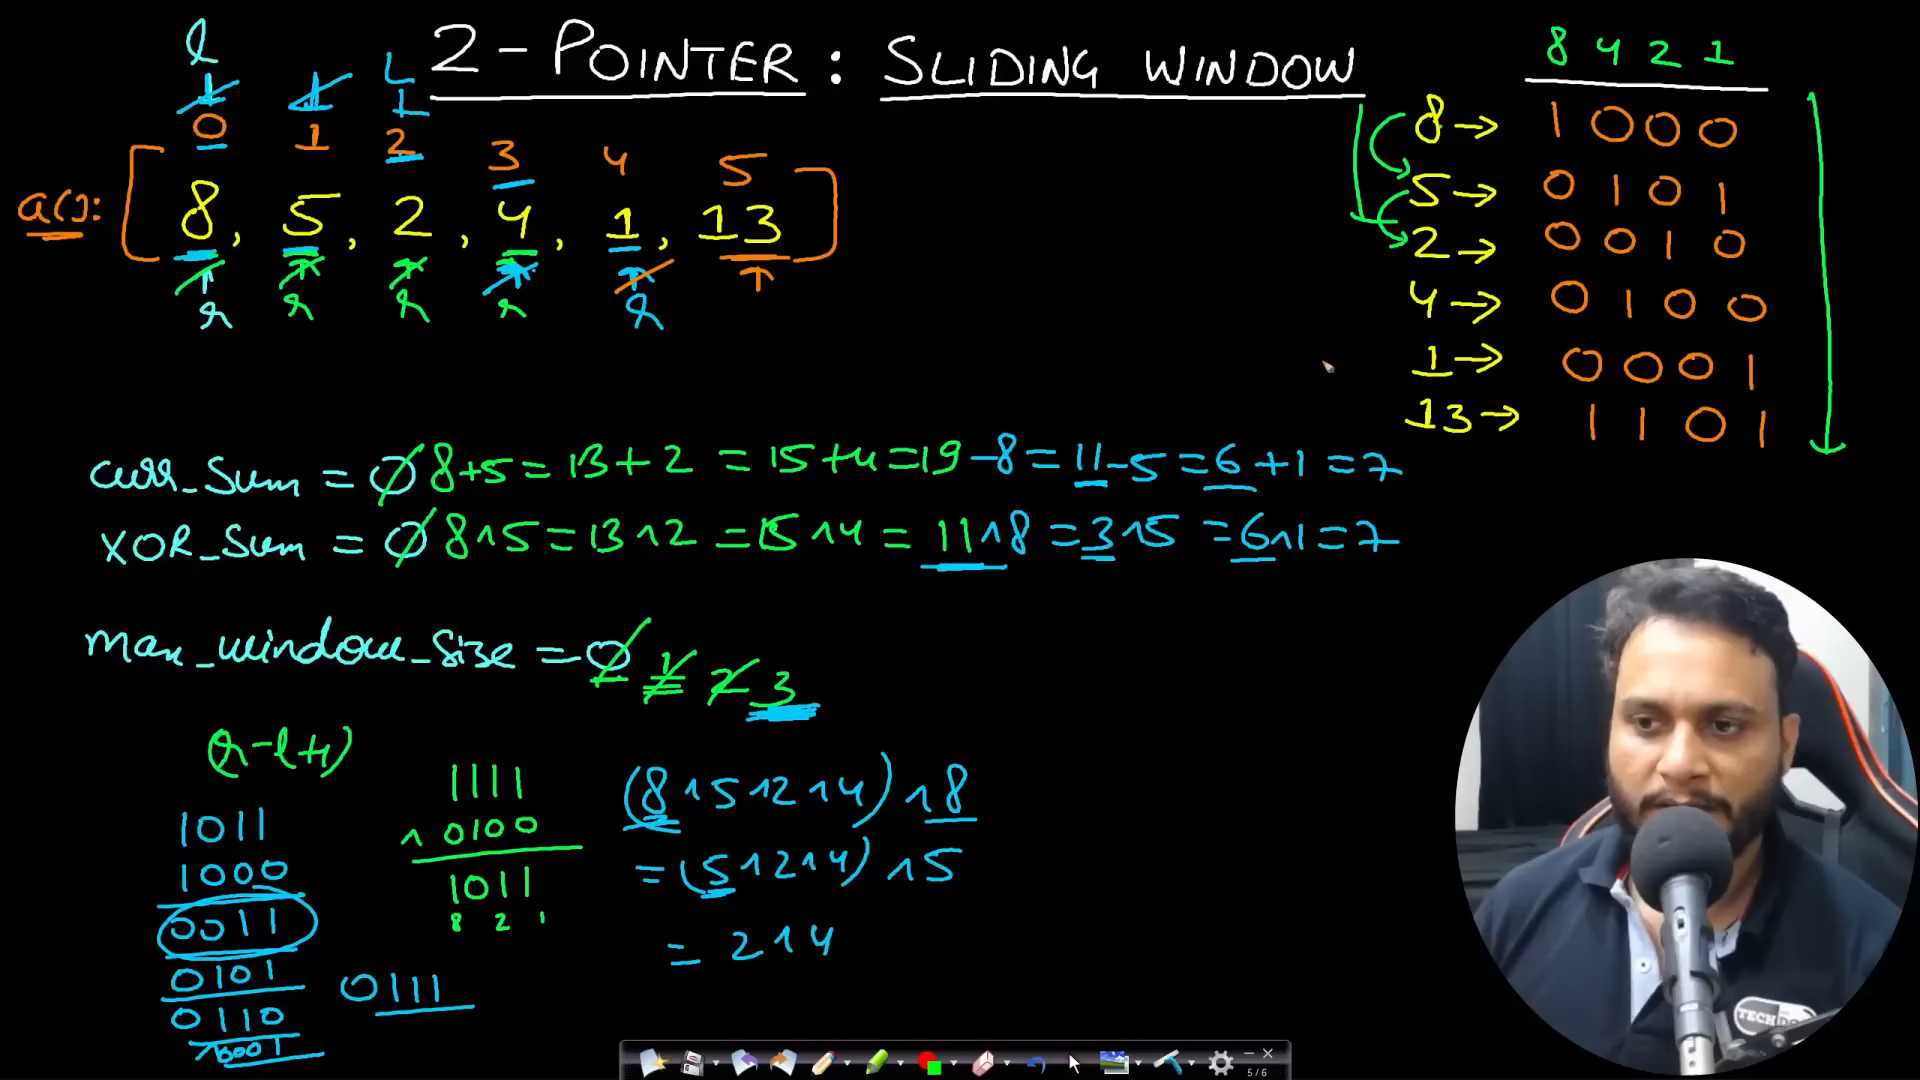 2 - POINTER : SLIDING WINDOW
l
L
0 1 2 3 4 5
a(): [ 8, 5, 2, 4, 1, 13 ]
r r r r r
8 4 2 1
8 → 1 0 0 0
5 → 0 1 0 1
2 → 0 0 1 0
4 → 0 1 0 0
1 → 0 0 0 1
13 → 1 1 0 1
curr_Sum = 0 8+5 = 13+2 = 15+4 = 19-8 = 11-5 = 6+1 = 7
XOR_Sum = 0 8^5 = 13^2 = 15^4 = 11^8 = 3^5 = 6^1 = 7
max_window_size = 0 1 2 3
(r-l+1)
1011
1000
0011
0101
0110
^0001
0111
1111
^ 0100
1011
8 2 1
(8^5^2^4)^8
= (5^2^4)^5
= 2^4
5 / 6